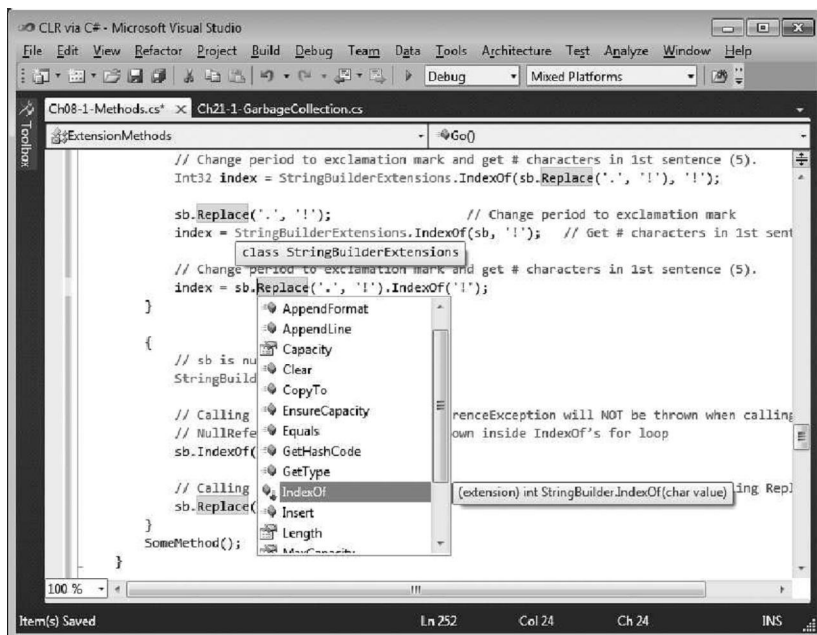 CLR via C# - Microsoft Visual Studio
File Edit View Refactor Project Build Debug Team Data Tools Architecture Test Analyze Window Help
Debug Mixed Platforms
Ch08-1-Methods.cs* Ch21-1-GarbageCollection.cs
Toolbox
ExtensionMethods Go()
// Change period to exclamation mark and get # characters in 1st sentence (5).
Int32 index = StringBuilderExtensions.IndexOf(sb.Replace('.', '!'), '!');
sb.Replace('.', '!'); // Change period to exclamation mark
index = StringBuilderExtensions.IndexOf(sb, '!'); // Get # characters in 1st sent
class StringBuilderExtensions
// Change period to exclamation mark and get # characters in 1st sentence (5).
index = sb.Replace('.', '!').IndexOf('!');
}
AppendFormat
AppendLine
{
Capacity
// sb is nu
Clear
StringBuild
CopyTo
// Calling EnsureCapacity renceException will NOT be thrown when calling
// NullRefe Equals own inside IndexOf's for loop
sb.IndexOf( GetHashCode
GetType
// Calling IndexOf (extension) int StringBuilder.IndexOf(char value) ing Repl
sb.Replace( Insert
}
Length
SomeMethod();
MaxCapacity
}
100 %
Item(s) Saved Ln 252 Col 24 Ch 24 INS